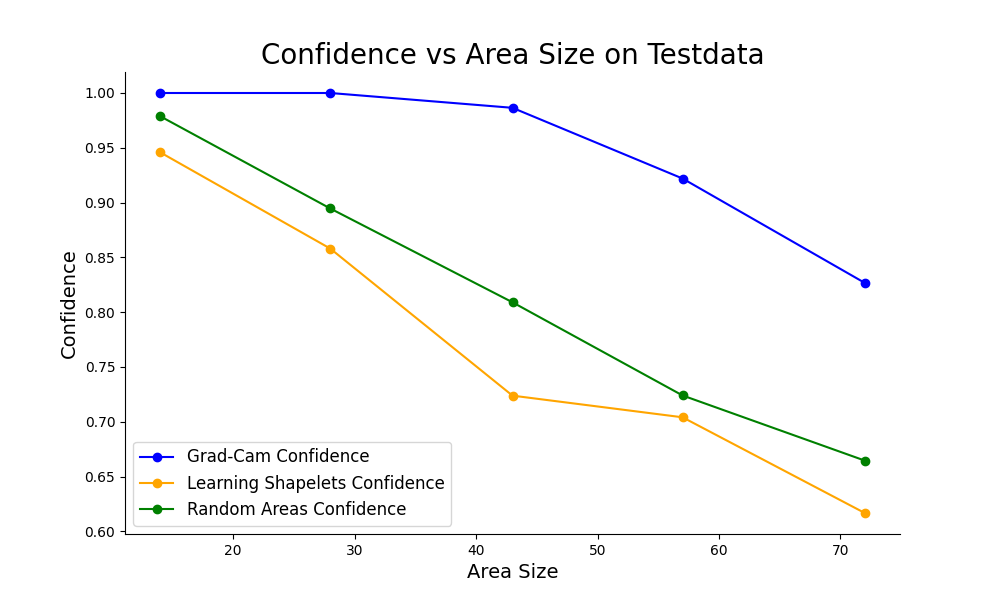 Confidence vs Area Size on Testdata
Confidence
1.00
0.95
0.90
0.85
0.80
0.75
0.70
0.65
0.60
Grad-Cam Confidence
Learning Shapelets Confidence
Random Areas Confidence
20 30 40 50 60 70
Area Size